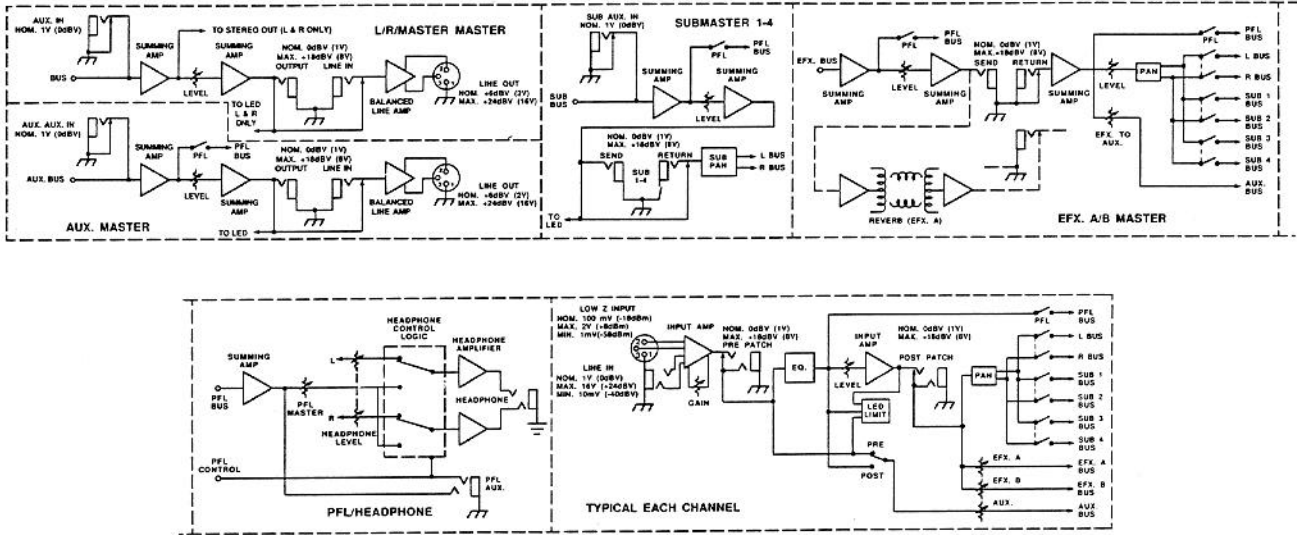 AUX. IN
NOM. 1V (0dBV)
TO STEREO OUT (L & R ONLY)
L/R/MASTER MASTER
SUMMING AMP
SUMMING AMP
NOM. 0dBV (1V)
MAX. +18dBV (8V)
OUTPUT LINE IN
BUS
LEVEL
LINE OUT
NOM. +6dBV (2V)
MAX. +24dBV (16V)
BALANCED LINE AMP
TO LED
L & R
ONLY
AUX. AUX. IN
NOM. 1V (0dBV)
SUMMING AMP
PFL
PFL BUS
SUMMING AMP
NOM. 0dBV (1V)
MAX. +18dBV (8V)
OUTPUT LINE IN
AUX. BUS
LEVEL
LINE OUT
NOM. +6dBV (2V)
MAX. +24dBV (16V)
BALANCED LINE AMP
TO LED
AUX. MASTER
SUB AUX. IN
NOM. 1V (0dBV)
SUBMASTER 1-4
PFL
PFL BUS
SUMMING AMP
SUMMING AMP
SUB BUS
LEVEL
NOM. 0dBV (1V)
MAX. +18dBV (8V)
SEND RETURN
SUB 1-4
SUB PAN
L BUS
R BUS
TO LED
EFX. BUS
PFL
PFL BUS
SUMMING AMP
LEVEL
SUMMING AMP
NOM. 0dBV (1V)
MAX. +18dBV (8V)
SEND RETURN
SUMMING AMP
LEVEL
PAN
PFL
PFL BUS
L BUS
R BUS
SUB 1 BUS
SUB 2 BUS
SUB 3 BUS
SUB 4 BUS
EFX. TO AUX.
AUX. BUS
REVERB (EFX. A)
EFX. A/B MASTER
SUMMING AMP
PFL BUS
PFL MASTER
HEADPHONE CONTROL LOGIC
L
R
HEADPHONE LEVEL
HEADPHONE AMPLIFIER
HEADPHONE
PFL CONTROL
PFL AUX.
PFL/HEADPHONE
LOW Z INPUT
NOM. 100 mV (-18dBm)
MAX. 2V (+8dBm)
MIN. 1mV (-58dBm)
INPUT AMP
NOM. 0dBV (1V)
MAX. +18dBV (8V)
PRE PATCH
LINE IN
NOM. 1V (0dBV)
MAX. 16V (+24dBV)
MIN. 10mV (-40dBV)
GAIN
EQ.
INPUT AMP
LEVEL
NOM. 0dBV (1V)
MAX. +18dBV (8V)
POST PATCH
LED LIMIT
PRE
POST
PAN
PFL
PFL BUS
L BUS
R BUS
SUB 1 BUS
SUB 2 BUS
SUB 3 BUS
SUB 4 BUS
EFX. A
EFX. A BUS
EFX. B
EFX. B BUS
AUX.
AUX. BUS
TYPICAL EACH CHANNEL